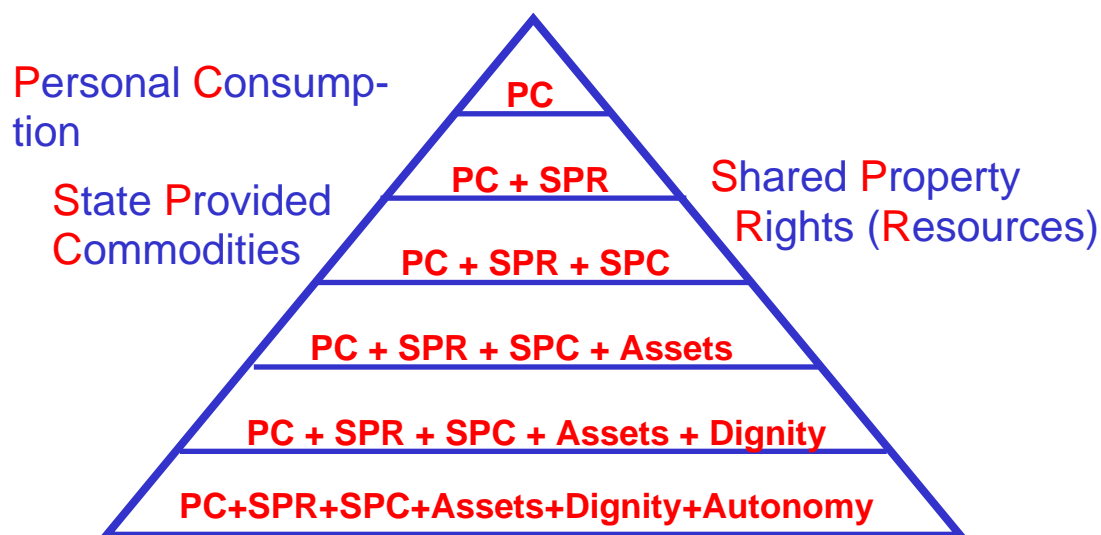 Personal Consump-
tion
State Provided
Commodities
Shared Property
Rights (Resources)
PC
PC + SPR
PC + SPR + SPC
PC + SPR + SPC + Assets
PC + SPR + SPC + Assets + Dignity
PC+SPR+SPC+Assets+Dignity+Autonomy